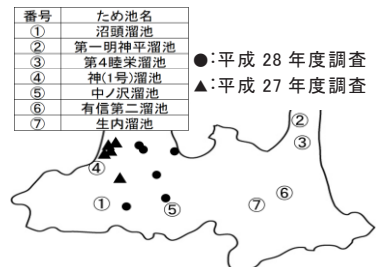 番号 ため池名
① 沼頭溜池
② 第一明神平溜池
③ 第4睦栄溜池
④ 神(1号)溜池
⑤ 中ノ沢溜池
⑥ 有信第二溜池
⑦ 生内溜池
●:平成 28 年度調査
▲:平成 27 年度調査
②
③
④
⑥
①
⑤
⑦